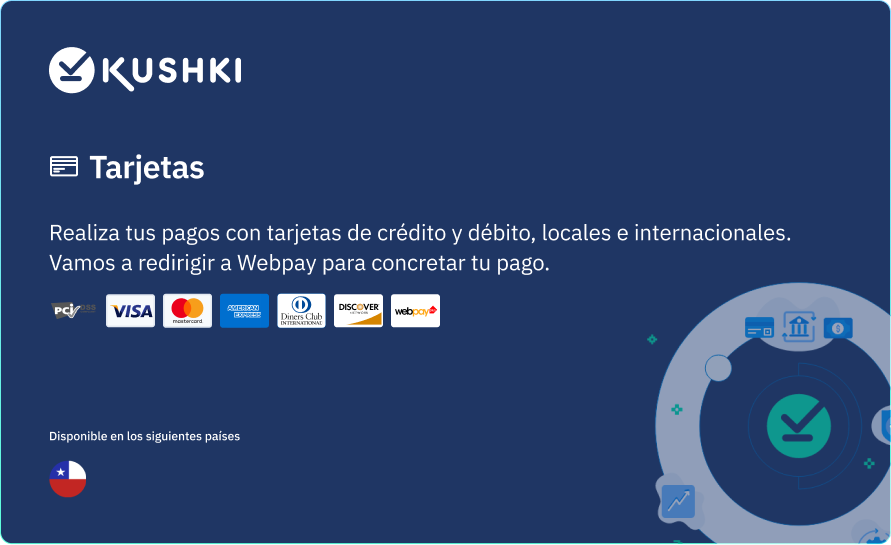 KUSHKI
Tarjetas
Realiza tus pagos con tarjetas de crédito y débito, locales e internacionales.
Vamos a redirigir a Webpay para concretar tu pago.
PCI DSS VISA mastercard AMERICAN EXPRESS Diners Club INTERNATIONAL DISCOVER NETWORK webpay
Disponible en los siguientes países